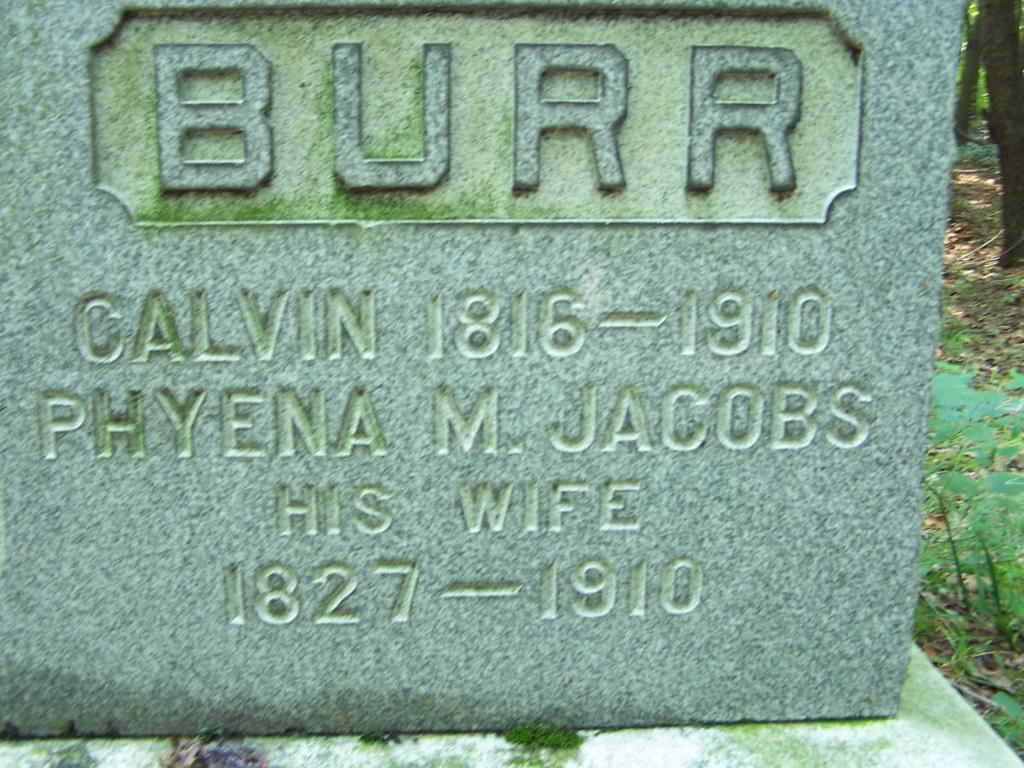 BURR
CALVIN 1816—1910
PHYENA M. JACOBS
HIS WIFE
1827—1910